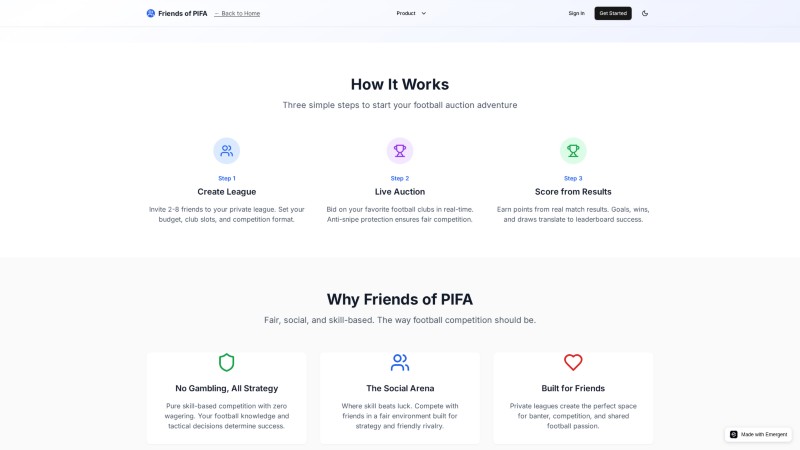 Friends of PIFA
← Back to Home
Product
Sign In
Get Started
How It Works
Three simple steps to start your football auction adventure
Step 1
Create League
Invite 2-8 friends to your private league. Set your
budget, club slots, and competition format.
Step 2
Live Auction
Bid on your favorite football clubs in real-time.
Anti-snipe protection ensures fair competition.
Step 3
Score from Results
Earn points from real match results. Goals, wins,
and draws translate to leaderboard success.
Why Friends of PIFA
Fair, social, and skill-based. The way football competition should be.
No Gambling, All Strategy
Pure skill-based competition with zero
wagering. Your football knowledge and
tactical decisions determine success.
The Social Arena
Where skill beats luck. Compete with
friends in a fair environment built for
strategy and friendly rivalry.
Built for Friends
Private leagues create the perfect space
for banter, competition, and shared
football passion.
Made with Emergent